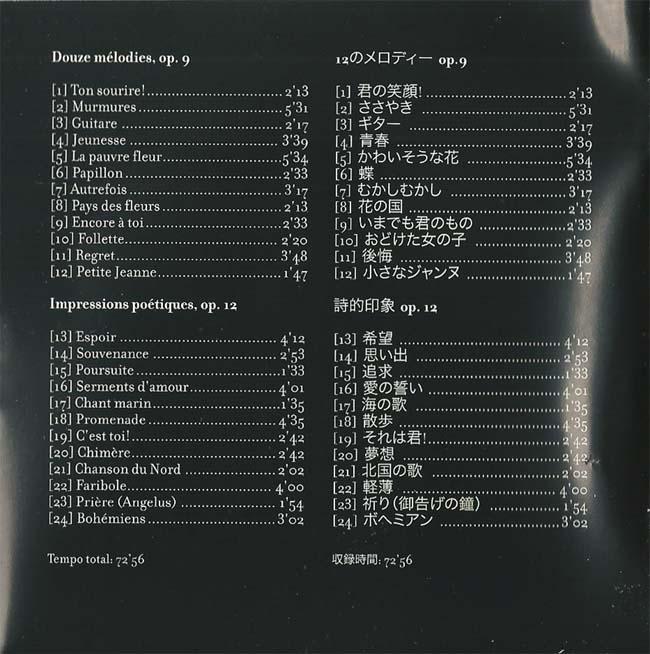 Douze mélodies, op. 9
[1] Ton sourire! 2'13
[2] Murmures 5'31
[3] Guitare 2'17
[4] Jeunesse 3'39
[5] La pauvre fleur 5'34
[6] Papillon 2'33
[7] Autrefois 3'17
[8] Pays des fleurs 2'13
[9] Encore à toi 2'33
[10] Follette 2'20
[11] Regret 3'48
[12] Petite Jeanne 1'47
Impressions poétiques, op. 12
[13] Espoir 4'12
[14] Souvenance 2'53
[15] Poursuite 1'33
[16] Serments d'amour 4'01
[17] Chant marin 1'35
[18] Promenade 4'35
[19] C'est toi! 2'42
[20] Chimère 2'42
[21] Chanson du Nord 2'02
[22] Faribole 4'00
[23] Prière (Angelus) 1'54
[24] Bohémiens 3'02
Tempo total: 72'56
12のメロディー op.9
[1] 君の笑顔! 2'13
[2] ささやき 5'31
[3] ギター 2'17
[4] 青春 3'39
[5] かわいそうな花 5'34
[6] 蝶 2'33
[7] むかしむかし 3'17
[8] 花の国 2'13
[9] いまでも君のもの 2'33
[10] おどけた女の子 2'20
[11] 後悔 3'48
[12] 小さなジャンヌ 1'47
詩的印象 op. 12
[13] 希望 4'12
[14] 思い出 2'53
[15] 追求 1'33
[16] 愛の誓い 4'01
[17] 海の歌 1'35
[18] 散歩 4'35
[19] それは君! 2'42
[20] 夢想 2'42
[21] 北国の歌 2'02
[22] 軽薄 4'00
[23] 祈り(御告げの鐘) 1'54
[24] ボヘミアン 3'02
収録時間: 72'56